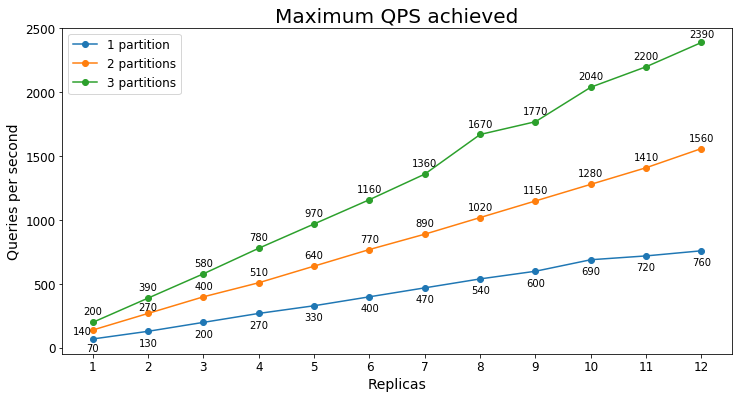 Maximum QPS achieved
1 partition
2 partitions
3 partitions
Queries per second
2500
2000
1500
1000
500
0
200 390 580 780 970 1160 1360 1670 1770 2040 2200 2390
140 270 400 510 640 770 890 1020 1150 1280 1410 1560
70 130 200 270 330 400 470 540 600 690 720 760
1 2 3 4 5 6 7 8 9 10 11 12
Replicas